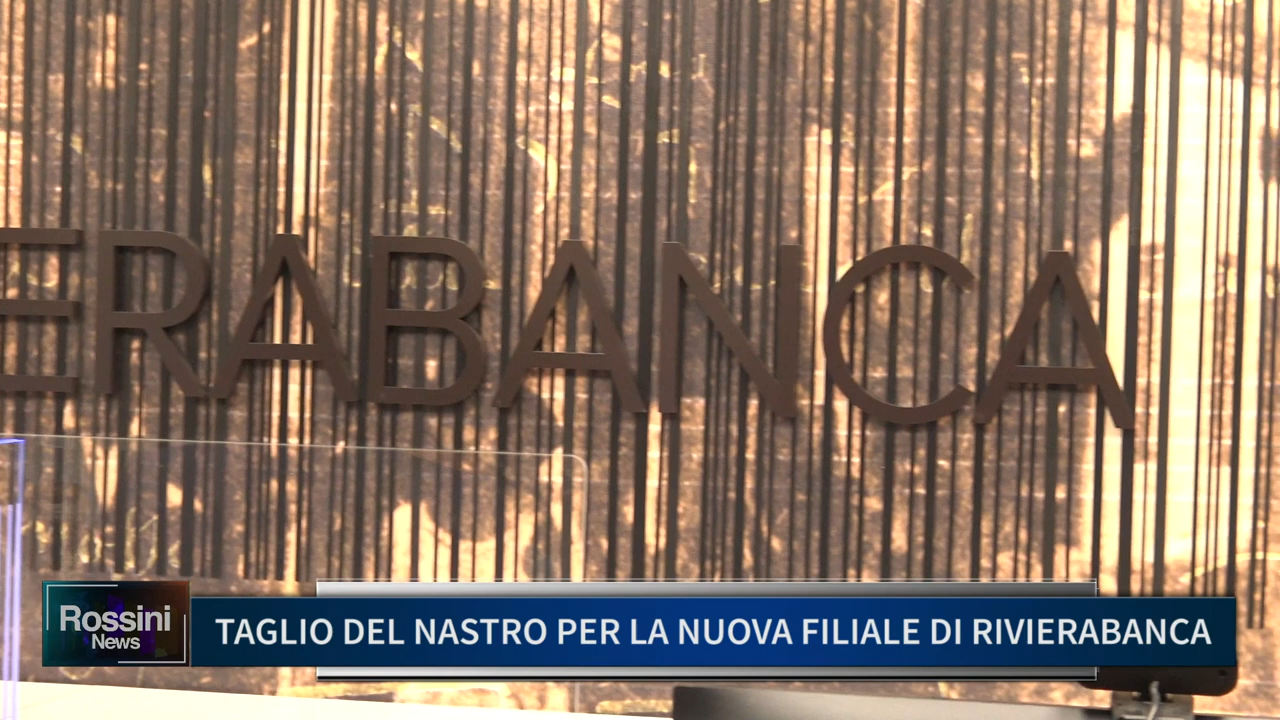 ERABANCA
Rossini
News
TAGLIO DEL NASTRO PER LA NUOVA FILIALE DI RIVIERABANCA